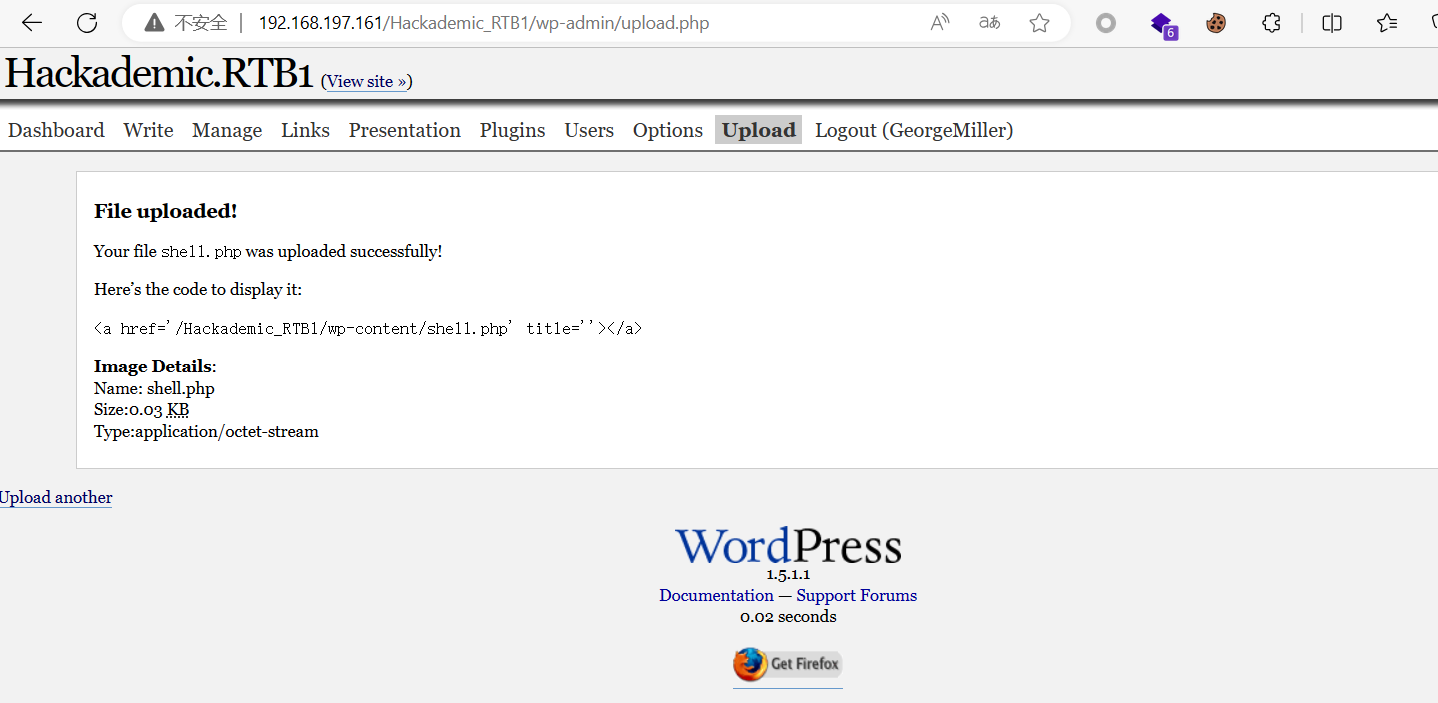 不安全 | 192.168.197.161/Hackademic_RTB1/wp-admin/upload.php A aあ 6
Hackademic.RTB1 (View site »)
Dashboard Write Manage Links Presentation Plugins Users Options Upload Logout (GeorgeMiller)
File uploaded!
Your file shell.php was uploaded successfully!
Here’s the code to display it:
<a href='/Hackademic_RTB1/wp-content/shell.php' title=''></a>
Image Details:
Name: shell.php
Size:0.03 KB
Type:application/octet-stream
Upload another
WordPress
1.5.1.1
Documentation — Support Forums
0.02 seconds
Get Firefox